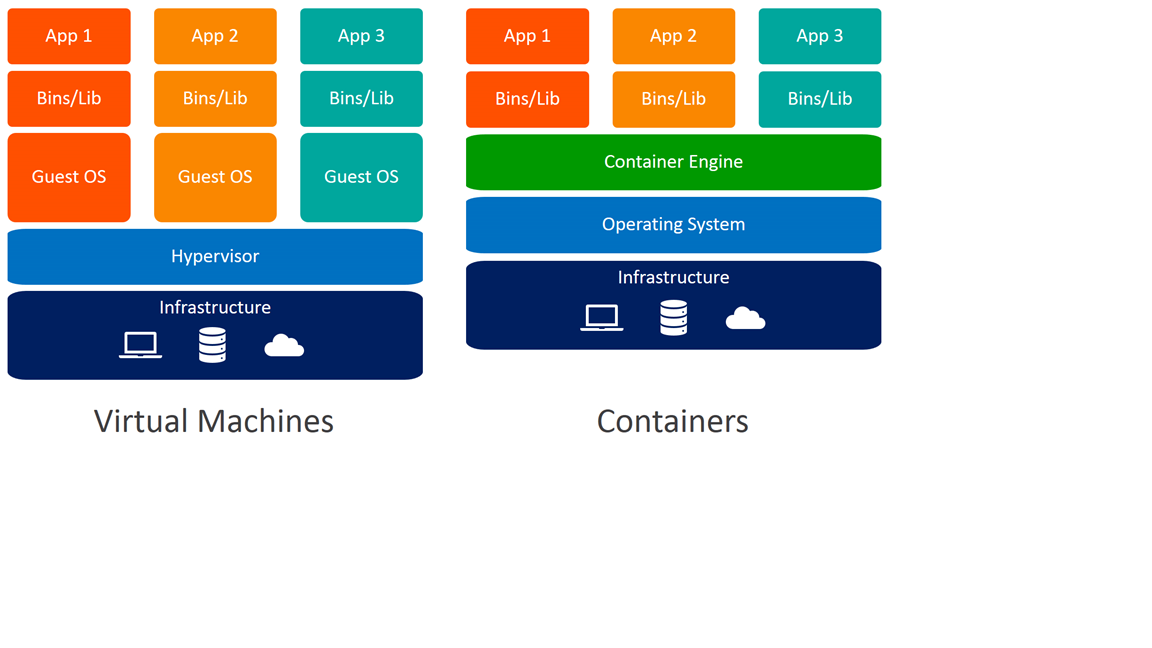 App 1
App 2
App 3
Bins/Lib
Bins/Lib
Bins/Lib
Guest OS
Guest OS
Guest OS
Hypervisor
Infrastructure
Virtual Machines
App 1
App 2
App 3
Bins/Lib
Bins/Lib
Bins/Lib
Container Engine
Operating System
Infrastructure
Containers